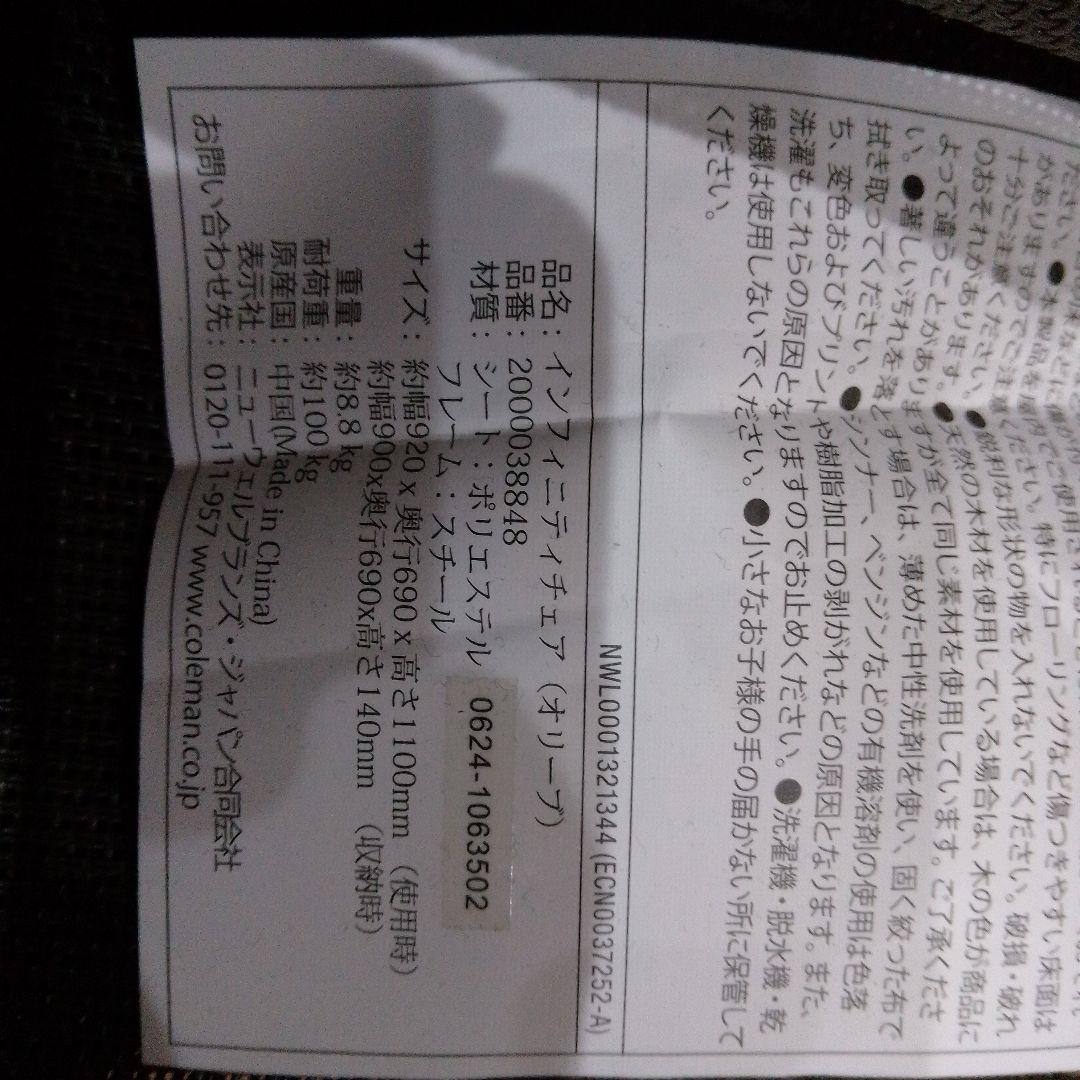 があり
かありますのでご注意ください。特にフローリングなど傷つきやすい床面は
十分ご注意ください。●鋭利な形状の物を入れないでください。破損・破れ
のおそれがあります。●天然の木材を使用している場合は、木の色が商品に
よって違うことがありますが全て同じ素材を使用しています。ご了承くださ
い。●著しい汚れを落とす場合は、薄めた中性洗剤を使い、固く絞った布で
拭き取ってください。●シンナー、ベンジンなどの有機溶剤の使用は色落
ち、変色およびプリントや樹脂加工の剥がれなどの原因となります。また、
洗濯もこれらの原因となりますのでお止めください。●洗濯機・脱水機・乾
燥機は使用しないでください。●小さなお子様の手の届かない所に保管して
ください。
NWL0001321344 (ECN0037252-A)
品名：インフィニティチェア（オリーブ）
品番：2000038848
材質：シート：ポリエステル
フレーム：スチール
0624-1063502
サイズ：約幅920 x 奥行690 x 高さ1100mm （使用時）
約幅900x奥行690x高さ140mm （収納時）
重量：約8.8 kg
耐荷重：約100 kg
原産国：中国(Made in China)
表示社：ニューウェルブランズ・ジャパン合同会社
お問い合わせ先：0120-111-957 www.coleman.co.jp